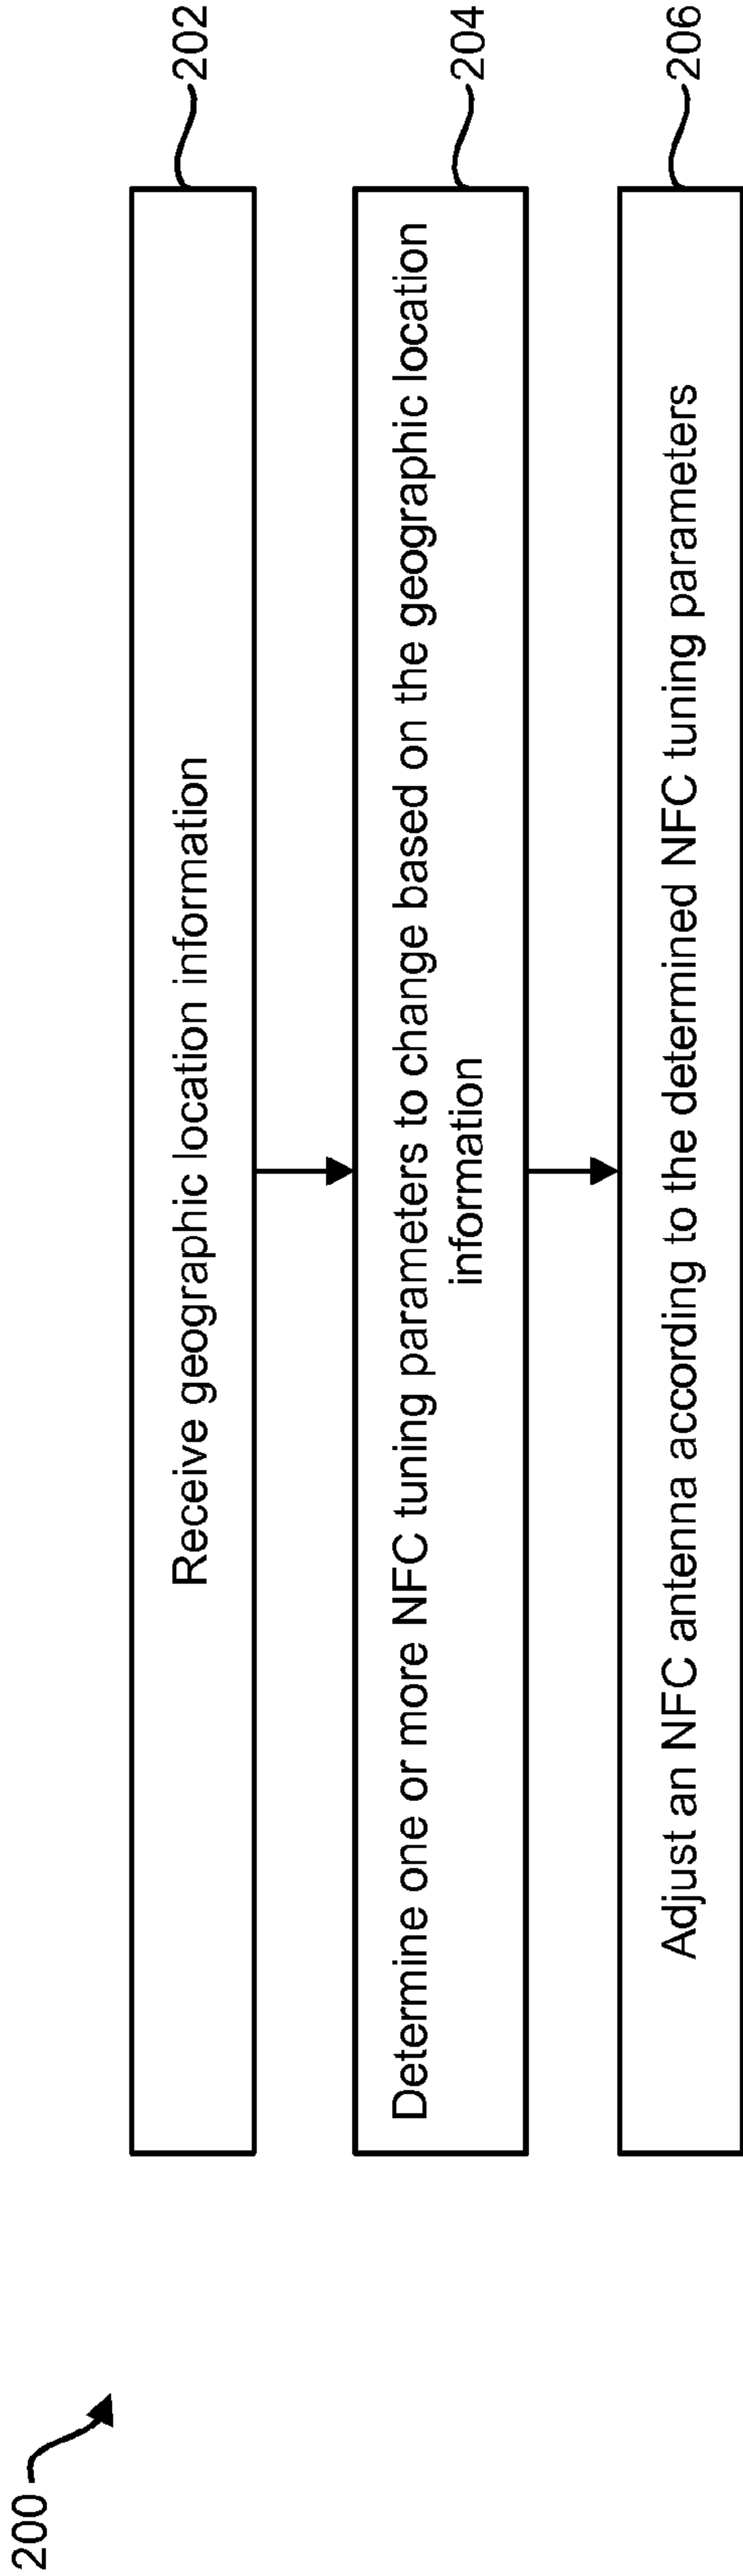 200
Receive geographic location information
202
Determine one or more NFC tuning parameters to change based on the geographic location
information
204
Adjust an NFC antenna according to the determined NFC tuning parameters
206